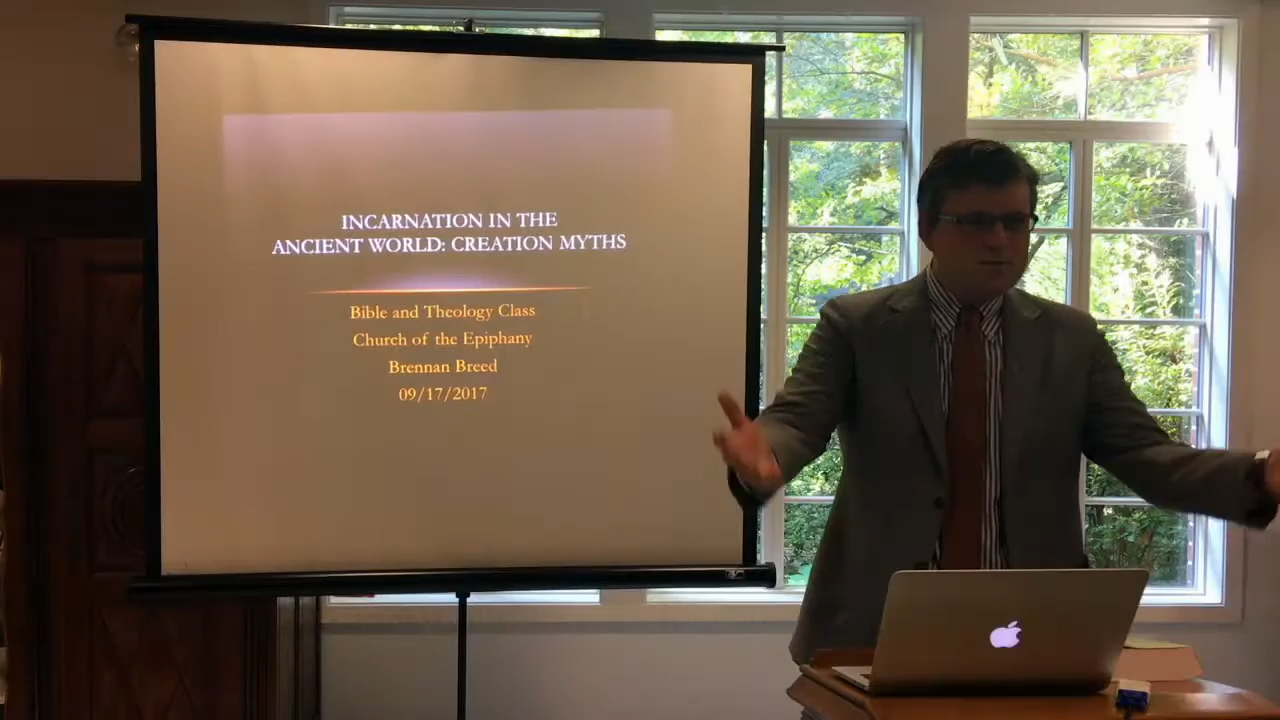 INCARNATION IN THE
ANCIENT WORLD: CREATION MYTHS
Bible and Theology Class
Church of the Epiphany
Brennan Breed
09/17/2017